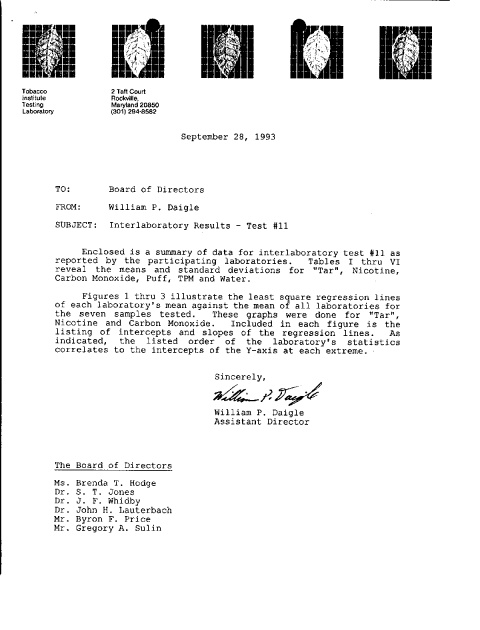 Tobacco
Institute
Testing
Laboratory
2 Taft Court
Rockville,
Maryland 20850
(301) 294-8562
September 28, 1993
TO: Board of Directors
FROM: William P. Daigle
SUBJECT: Interlaboratory Results - Test #11
Enclosed is a summary of data for interlaboratory test #11 as
reported by the participating laboratories. Tables I thru VI
reveal the means and standard deviations for "Tar", Nicotine,
Carbon Monoxide, Puff, TPM and Water.
Figures 1 thru 3 illustrate the least square regression lines
of each laboratory's mean against the mean of all laboratories for
the seven samples tested. These graphs were done for "Tar",
Nicotine and Carbon Monoxide. Included in each figure is the
listing of intercepts and slopes of the regression lines. As
indicated, the listed order of the laboratory's statistics
correlates to the intercepts of the Y-axis at each extreme.
Sincerely,
William P. Daigle
William P. Daigle
Assistant Director
The Board of Directors
Ms. Brenda T. Hodge
Dr. S. T. Jones
Dr. J. F. Whidby
Dr. John H. Lauterbach
Mr. Byron F. Price
Mr. Gregory A. Sulin